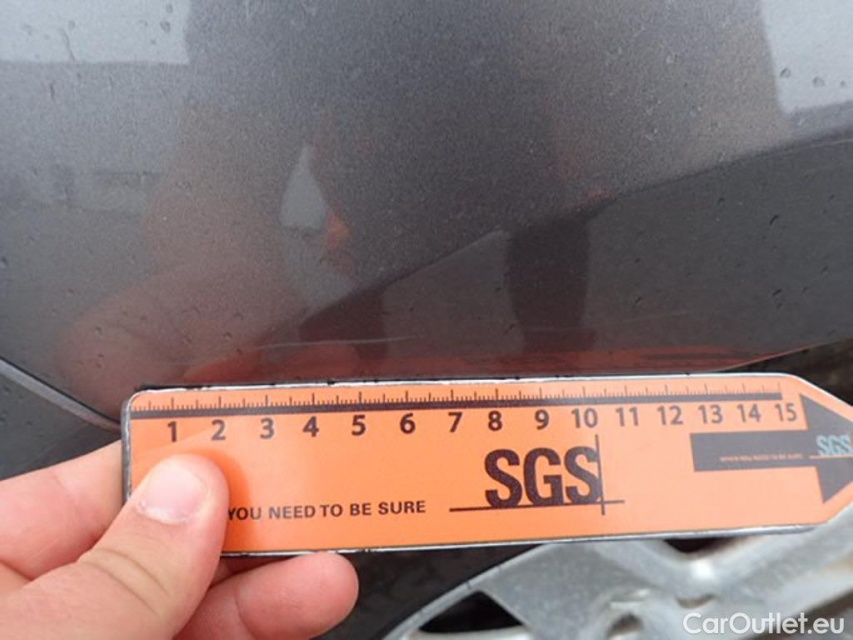 1 2 3 4 5 6 7 8 9 10 11 12 13 14 15
SGS
SGS
YOU NEED TO BE SURE
CarOutlet.eu